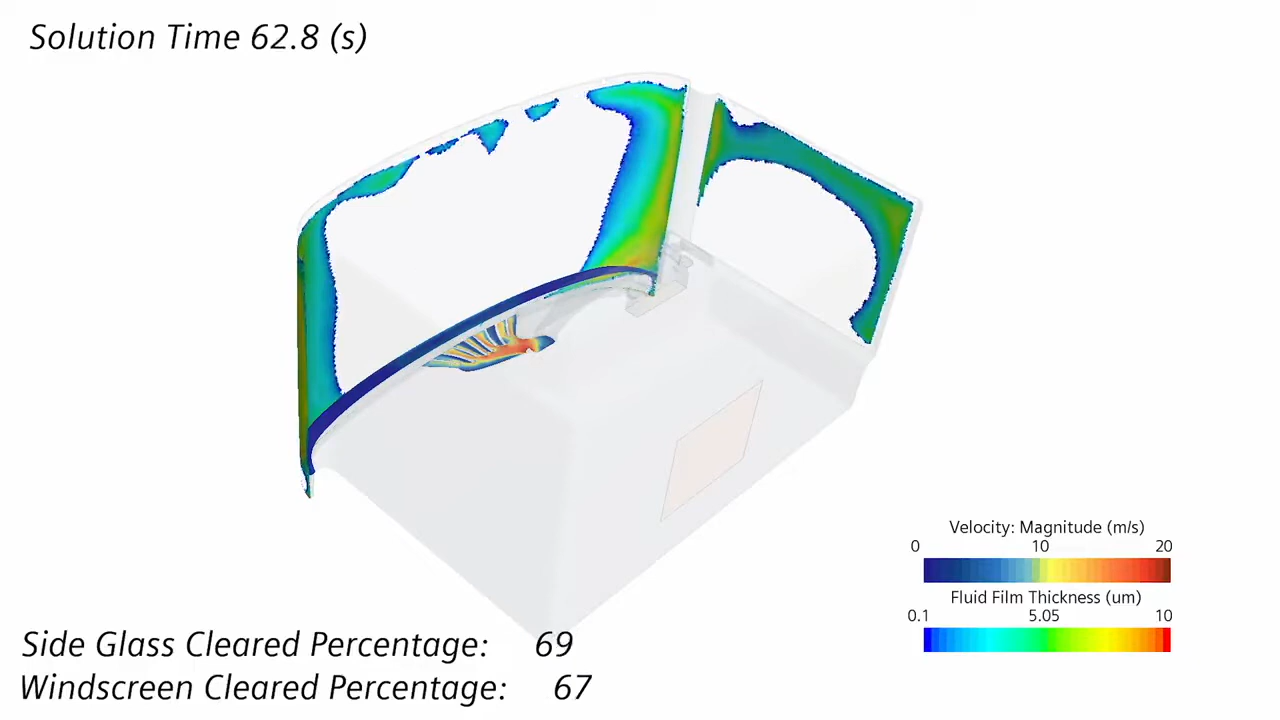 Solution Time 62.8 (s)
Velocity: Magnitude (m/s)
0 10 20
Fluid Film Thickness (um)
0.1 5.05 10
Side Glass Cleared Percentage: 69
Windscreen Cleared Percentage: 67